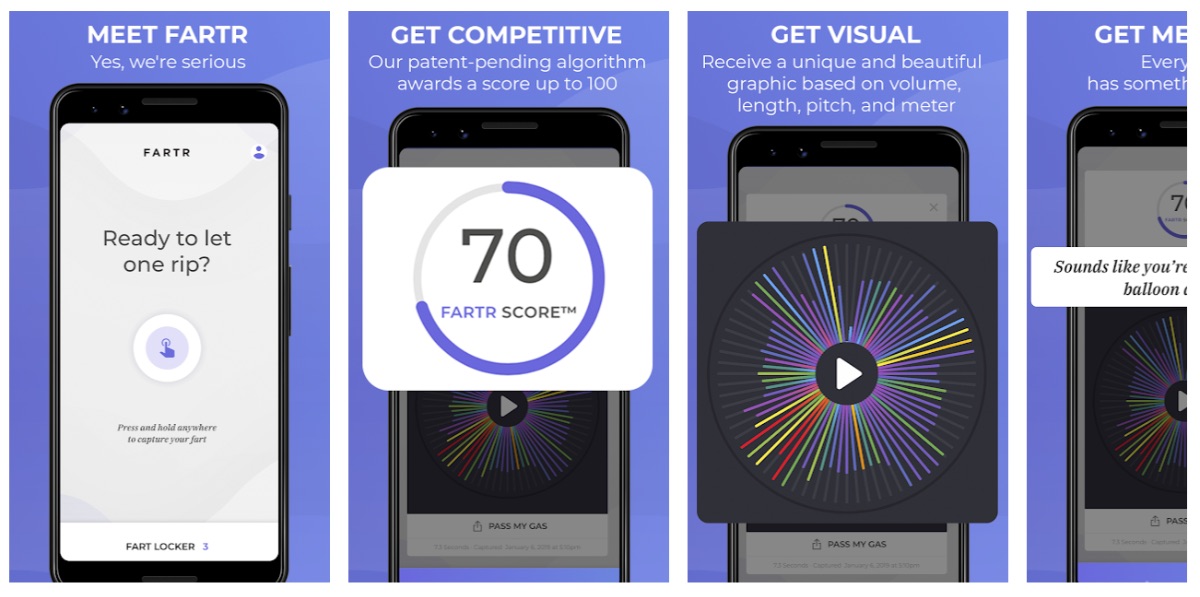 MEET FARTR
Yes, we're serious
FARTR
Ready to let
one rip?
Press and hold anywhere
to capture your fart
FART LOCKER 3
GET COMPETITIVE
Our patent-pending algorithm
awards a score up to 100
70
FARTR SCORE™
PASS MY GAS
7.3 Seconds - Captured January 6, 2019 at 5:10pm
GET VISUAL
Receive a unique and beautiful
graphic based on volume,
length, pitch, and meter
70
PASS MY GAS
7.3 Seconds - Captured January 6, 2019 at 5:10pm
GET
Every
has
Sounds like you're
balloon
PASS
7.3 Seconds - Captured